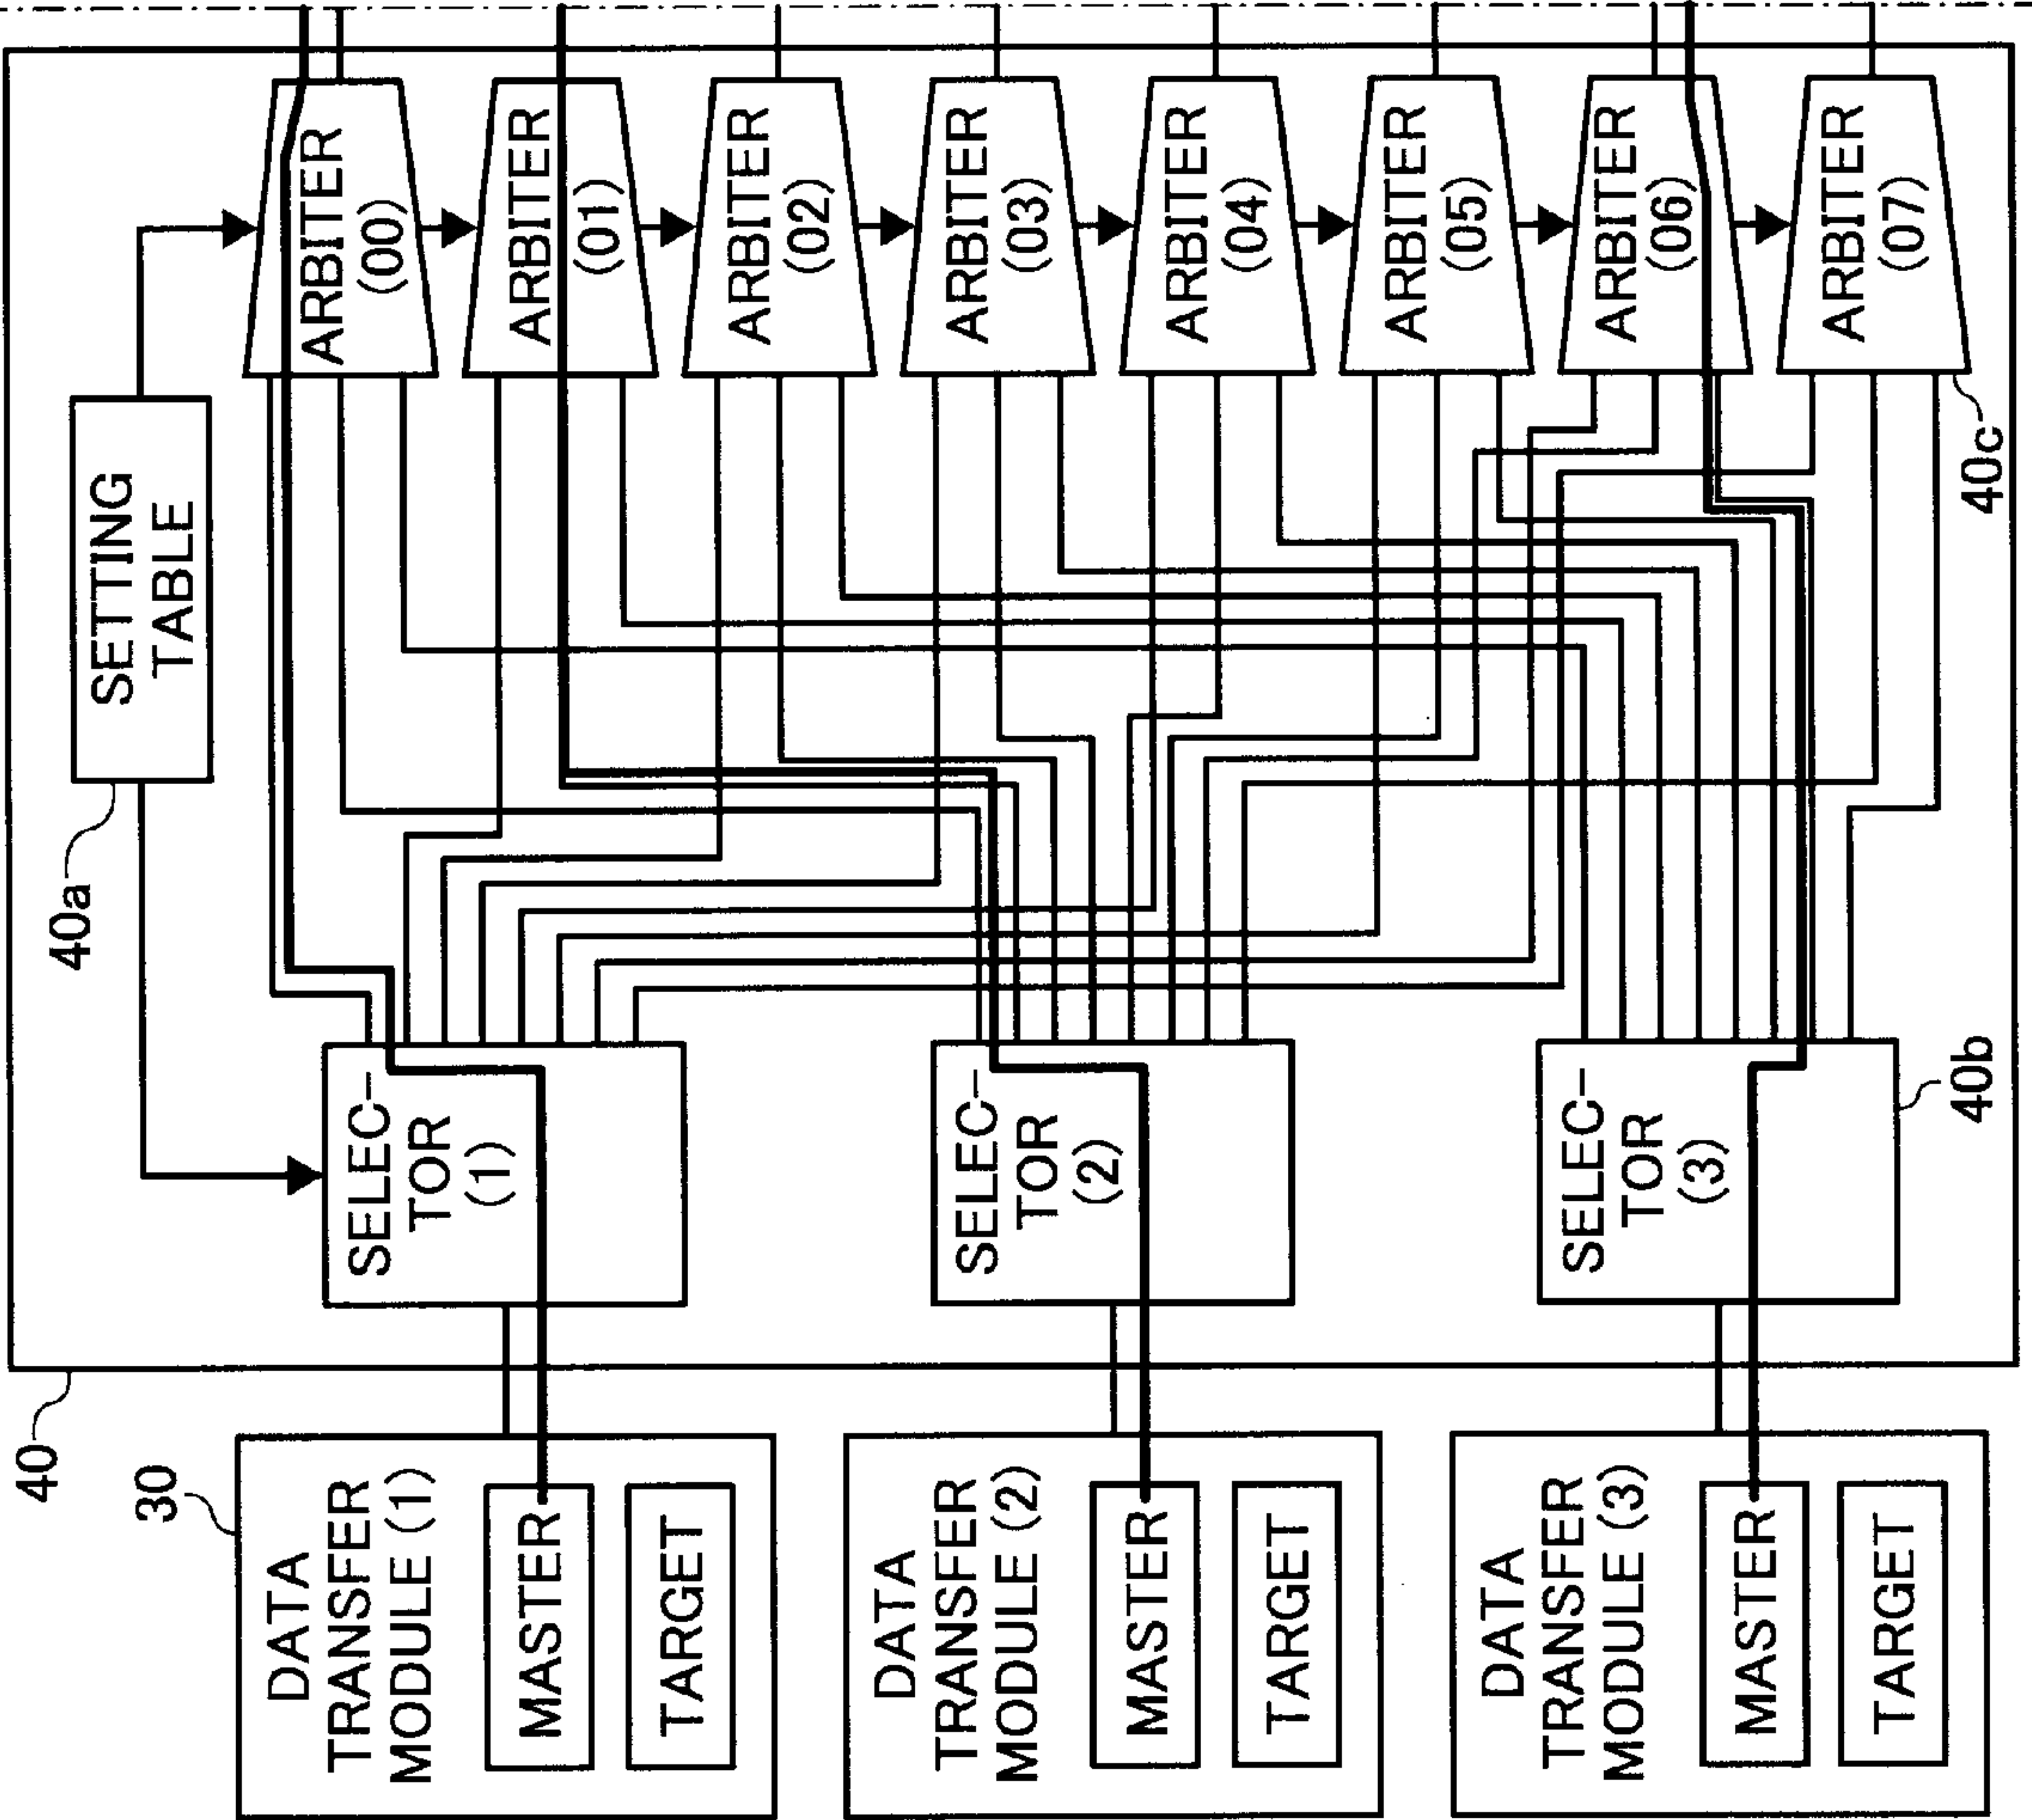 40
30
DATA
TRANSFER
MODULE (1)
MASTER
TARGET
DATA
TRANSFER
MODULE (2)
MASTER
TARGET
DATA
TRANSFER
MODULE (3)
MASTER
TARGET
40a
SETTING
TABLE
SELEC-
TOR
(1)
SELEC-
TOR
(2)
SELEC-
TOR
(3)
40b
ARBITER
(00)
ARBITER
(01)
ARBITER
(02)
ARBITER
(03)
ARBITER
(04)
ARBITER
(05)
ARBITER
(06)
ARBITER
(07)
40c